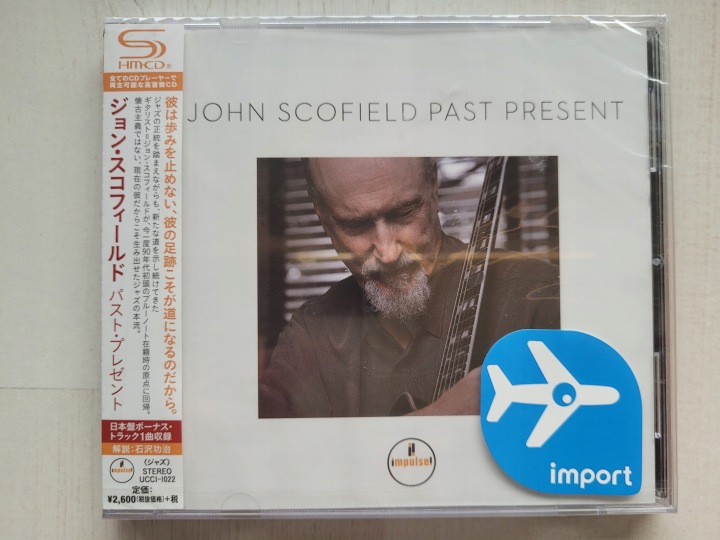 SHM-CD®
全てのCDプレーヤーで
再生可能な高音質CD
彼は歩みを止めない、彼の足跡こそが道になるのだから。
ジャズの正統を踏まえながらも、新たな道を示し続けてきた
ギタリスト=ジョン・スコフィールドが、今一度90年代初頭のブルーノート在籍時の原点に回帰。
懐古主義ではない、現在の彼だからこそ生み出せたジャズの本流。
ジョン・スコフィールド パスト・プレゼント
日本盤ボーナス・
トラック1曲収録
解説:石沢功治
impulse!
〈ジャズ〉
STEREO
UCCI-1022
定価:
¥2,600(税抜価格)+税
JOHN SCOFIELD PAST PRESENT
impulse!
import